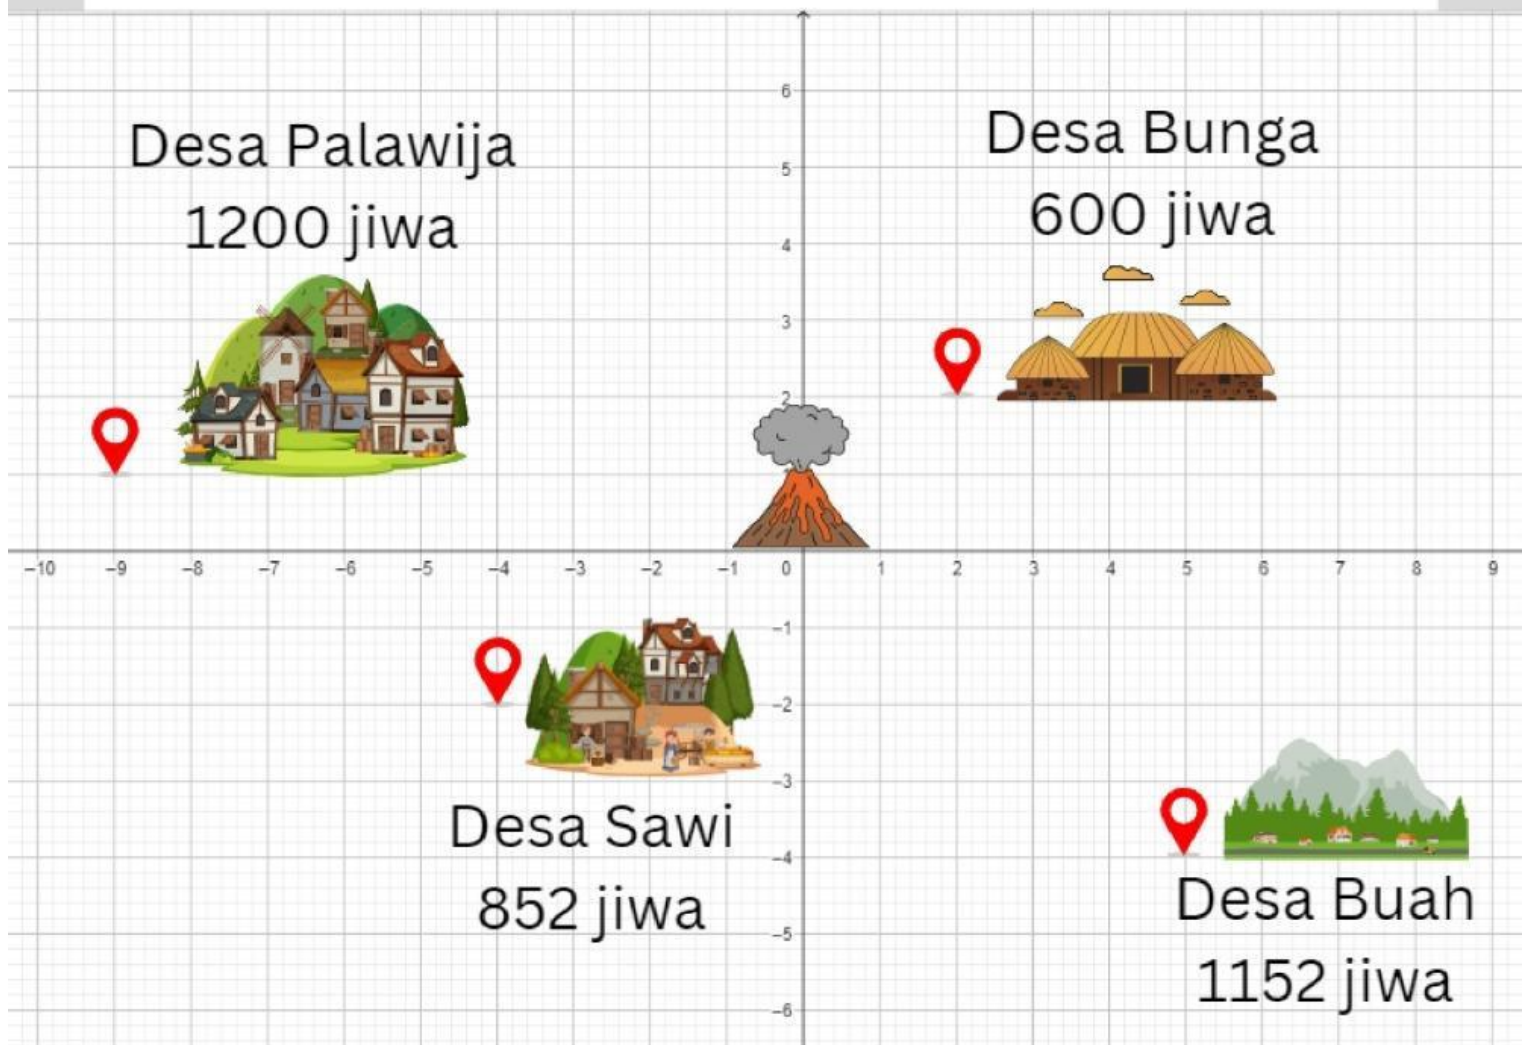 Desa Palawija
1200 jiwa
Desa Bunga
600 jiwa
6
5
4
3
2
-10 -9 -8 -7 -6 -5 -4 -3 -2 -1 0 1 2 3 4 5 6 7 8 9
-1
-2
-3
-4
-5
-6
Desa Sawi
852 jiwa
Desa Buah
1152 jiwa